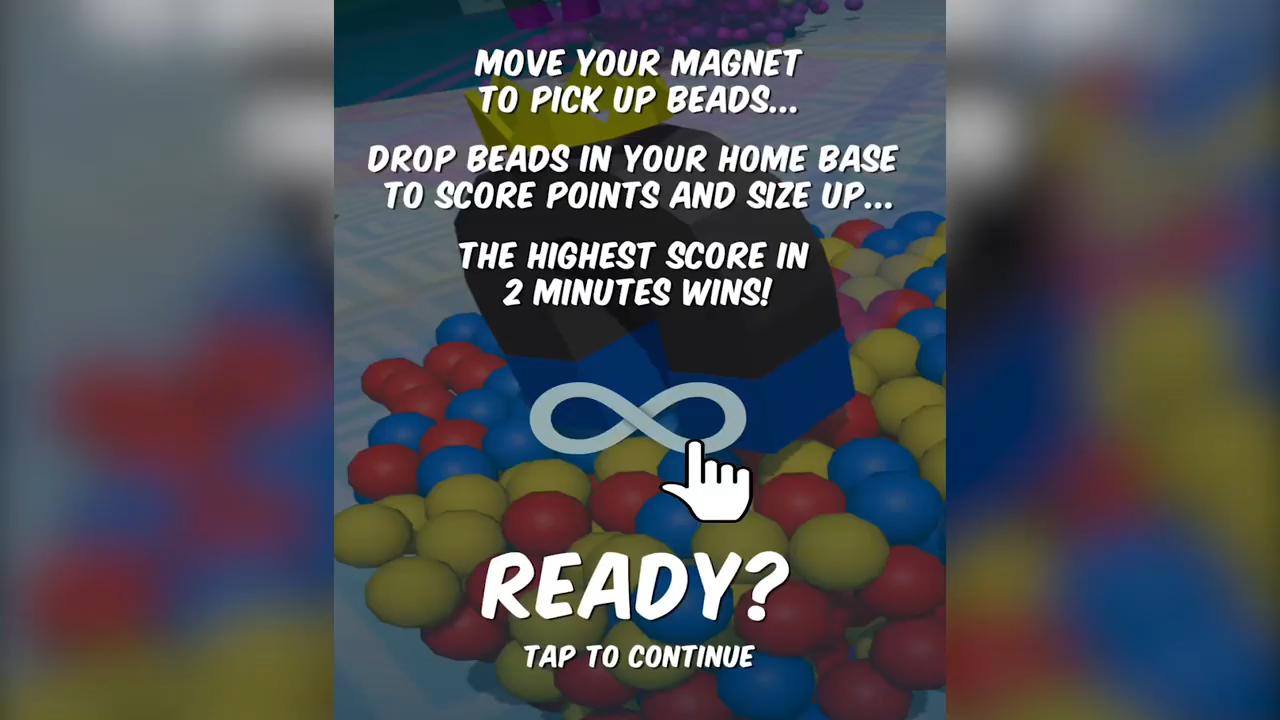 MOVE YOUR MAGNET
TO PICK UP BEADS...
DROP BEADS IN YOUR HOME BASE
TO SCORE POINTS AND SIZE UP...
THE HIGHEST SCORE IN
2 MINUTES WINS!
READY?
TAP TO CONTINUE